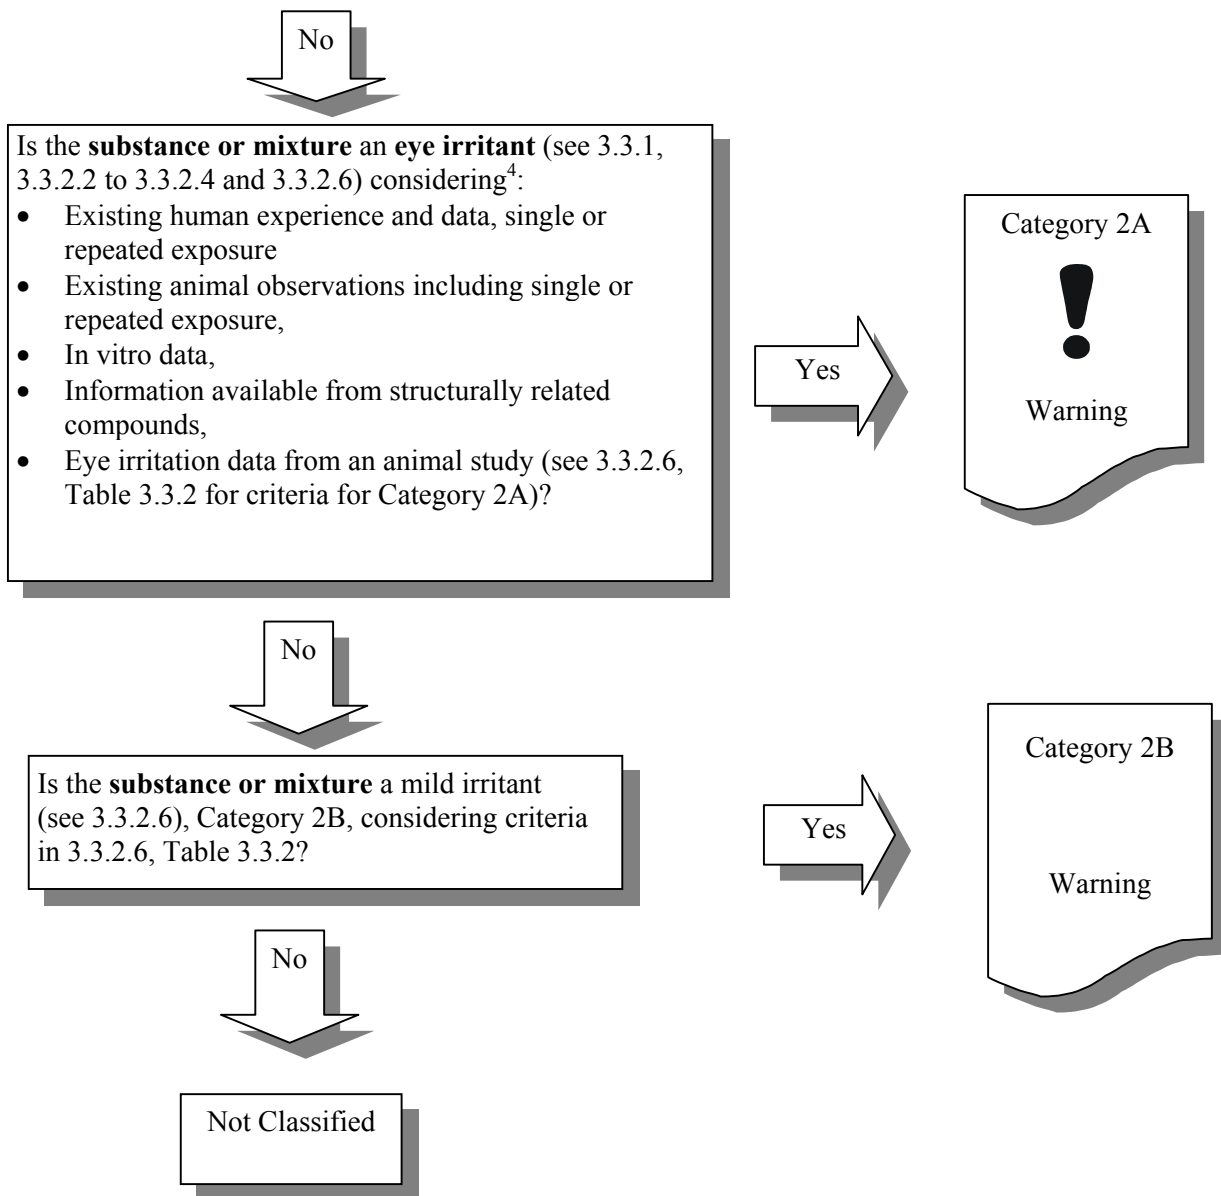 No
Is the substance or mixture an eye irritant (see 3.3.1,
3.3.2.2 to 3.3.2.4 and 3.3.2.6) considering⁴:
• Existing human experience and data, single or
repeated exposure
• Existing animal observations including single or
repeated exposure,
• In vitro data,
• Information available from structurally related
compounds,
• Eye irritation data from an animal study (see 3.3.2.6,
Table 3.3.2 for criteria for Category 2A)?
Yes
Category 2A
!
Warning
No
Is the substance or mixture a mild irritant
(see 3.3.2.6), Category 2B, considering criteria
in 3.3.2.6, Table 3.3.2?
Yes
Category 2B
Warning
No
Not Classified